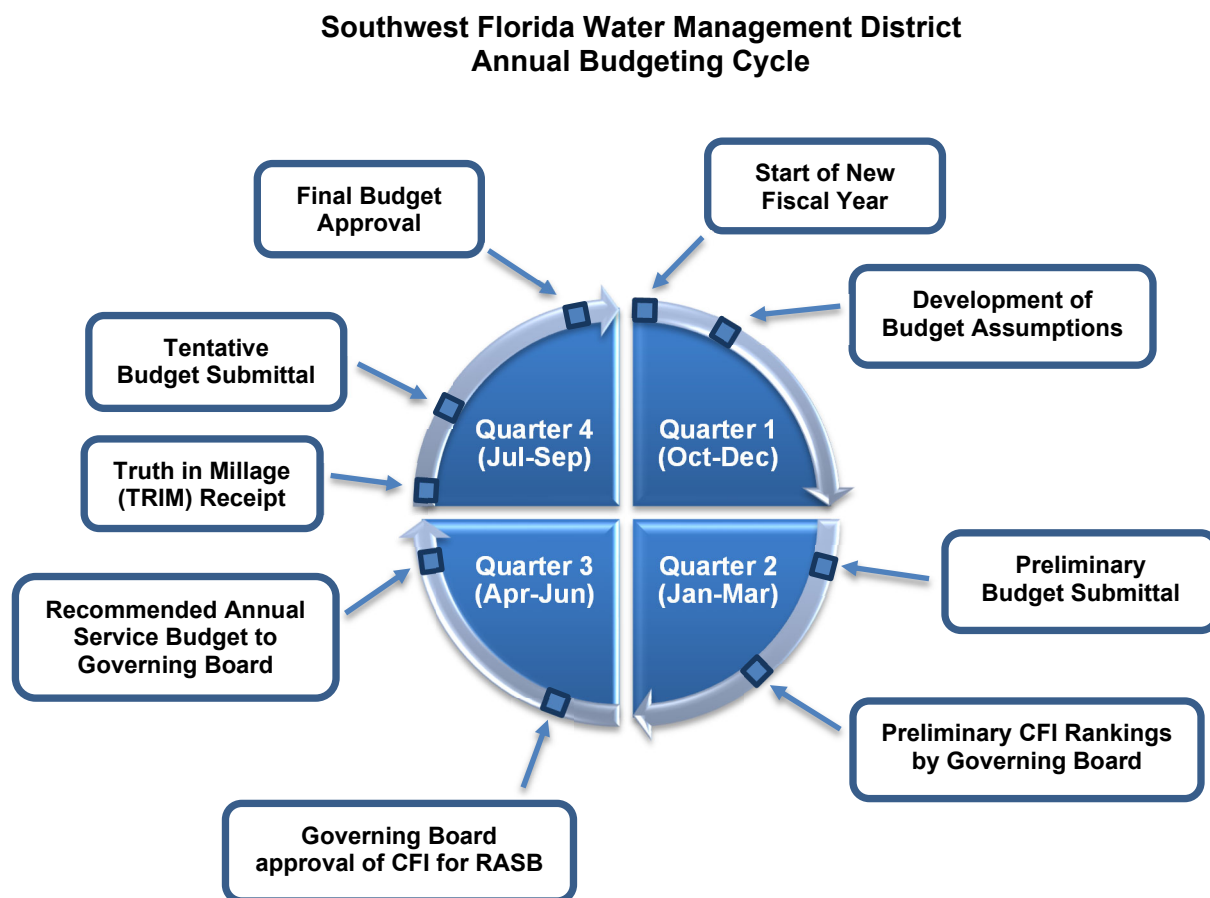 Southwest Florida Water Management District
Annual Budgeting Cycle
Start of New
Fiscal Year
Development of
Budget Assumptions
Preliminary
Budget Submittal
Preliminary CFI Rankings
by Governing Board
Governing Board
approval of CFI for RASB
Recommended Annual
Service Budget to
Governing Board
Truth in Millage
(TRIM) Receipt
Tentative
Budget Submittal
Final Budget
Approval
Quarter 1
(Oct-Dec)
Quarter 2
(Jan-Mar)
Quarter 3
(Apr-Jun)
Quarter 4
(Jul-Sep)